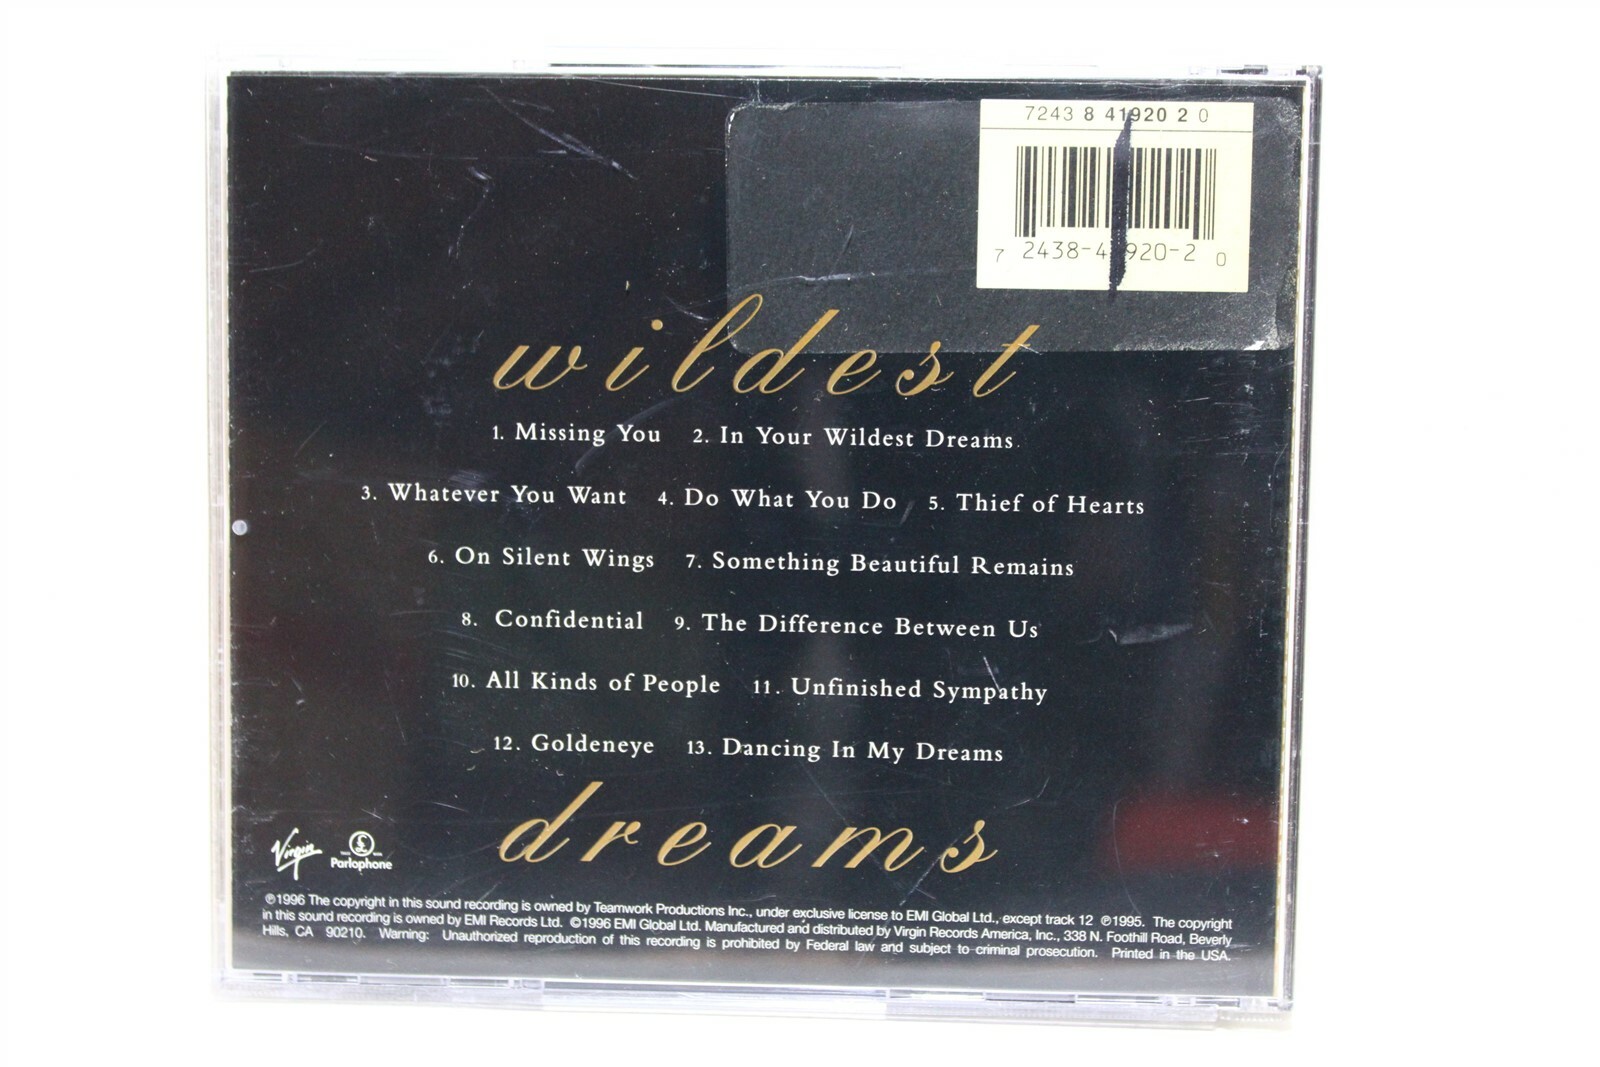 7243 8 41920 2 0
7 2438-4 920-2 0
wildest
1. Missing You 2. In Your Wildest Dreams
3. Whatever You Want 4. Do What You Do 5. Thief of Hearts
6. On Silent Wings 7. Something Beautiful Remains
8. Confidential 9. The Difference Between Us
10. All Kinds of People 11. Unfinished Sympathy
12. Goldeneye 13. Dancing In My Dreams
dreams
Virgin
£
Parlophone
℗1996 The copyright in this sound recording is owned by Teamwork Productions Inc., under exclusive license to EMI Global Ltd., except track 12 ℗1995. The copyright
in this sound recording is owned by EMI Records Ltd. ©1996 EMI Global Ltd. Manufactured and distributed by Virgin Records America, Inc., 338 N. Foothill Road, Beverly
Hills, CA 90210. Warning: Unauthorized reproduction of this recording is prohibited by Federal law and subject to criminal prosecution. Printed in the USA.